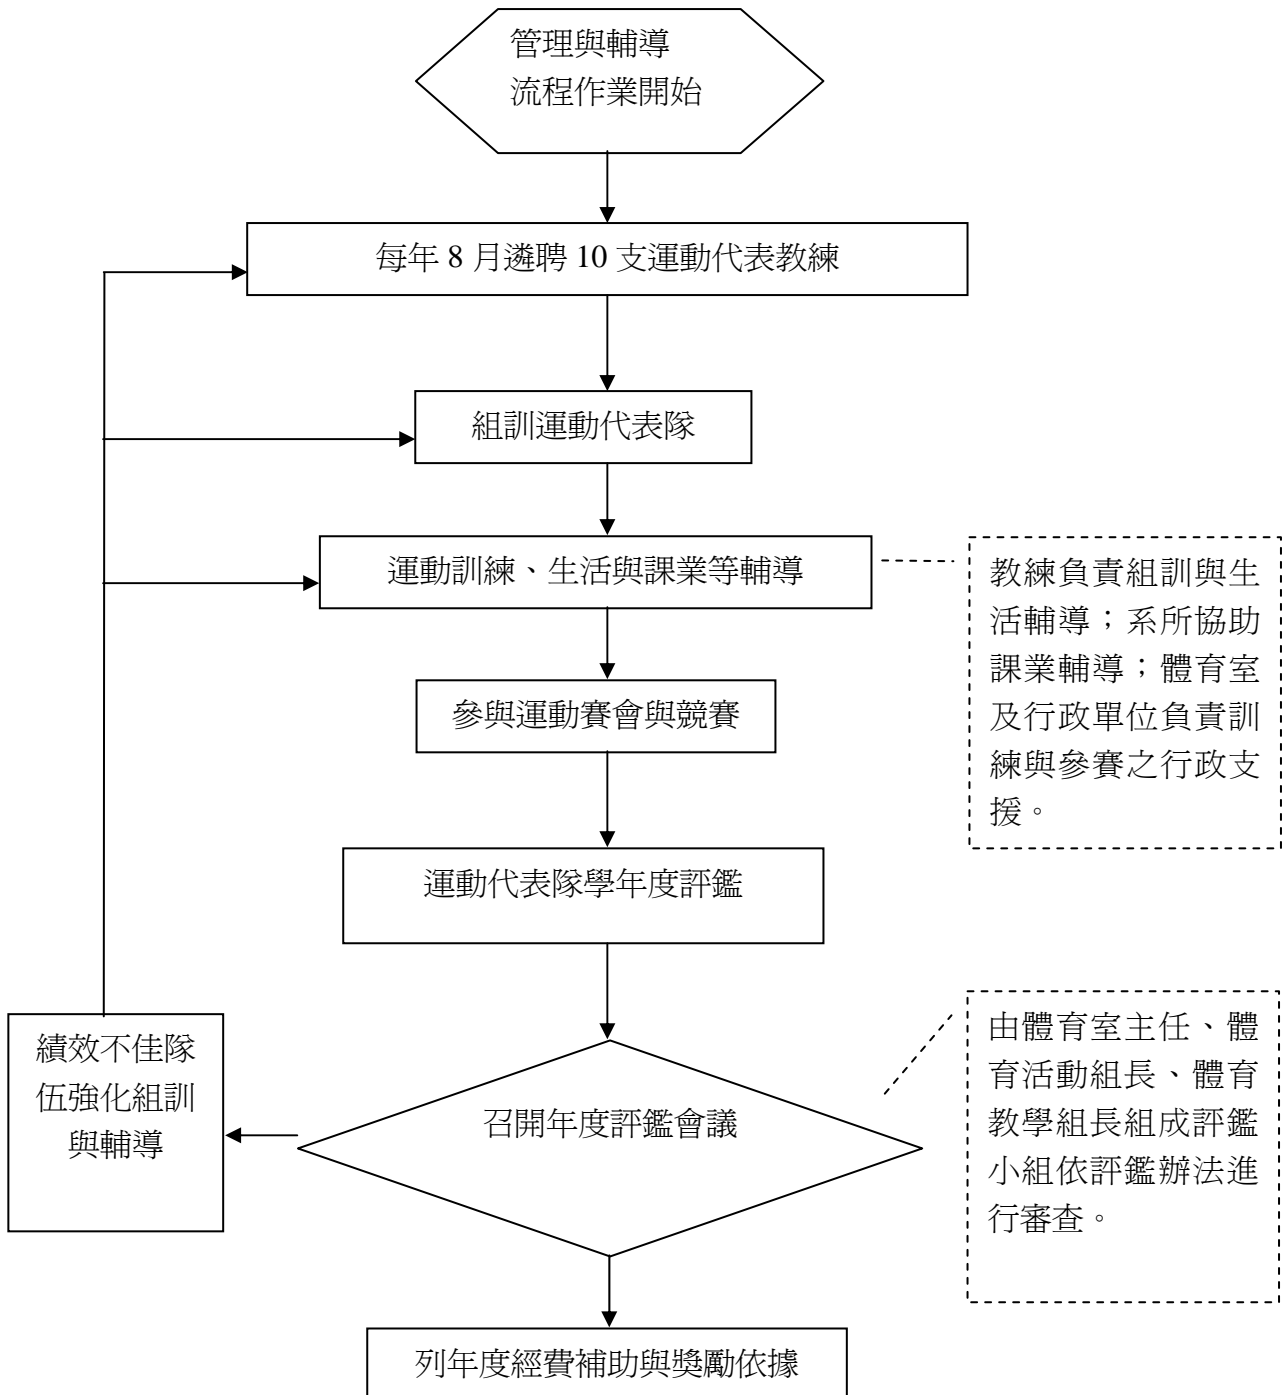 管理與輔導
流程作業開始
每年 8 月遴聘 10 支運動代表教練
組訓運動代表隊
運動訓練、生活與課業等輔導
教練負責組訓與生
活輔導；系所協助
課業輔導；體育室
及行政單位負責訓
練與參賽之行政支
援。
參與運動賽會與競賽
運動代表隊學年度評鑑
績效不佳隊
伍強化組訓
與輔導
召開年度評鑑會議
由體育室主任、體
育活動組長、體育
教學組長組成評鑑
小組依評鑑辦法進
行審查。
列年度經費補助與獎勵依據